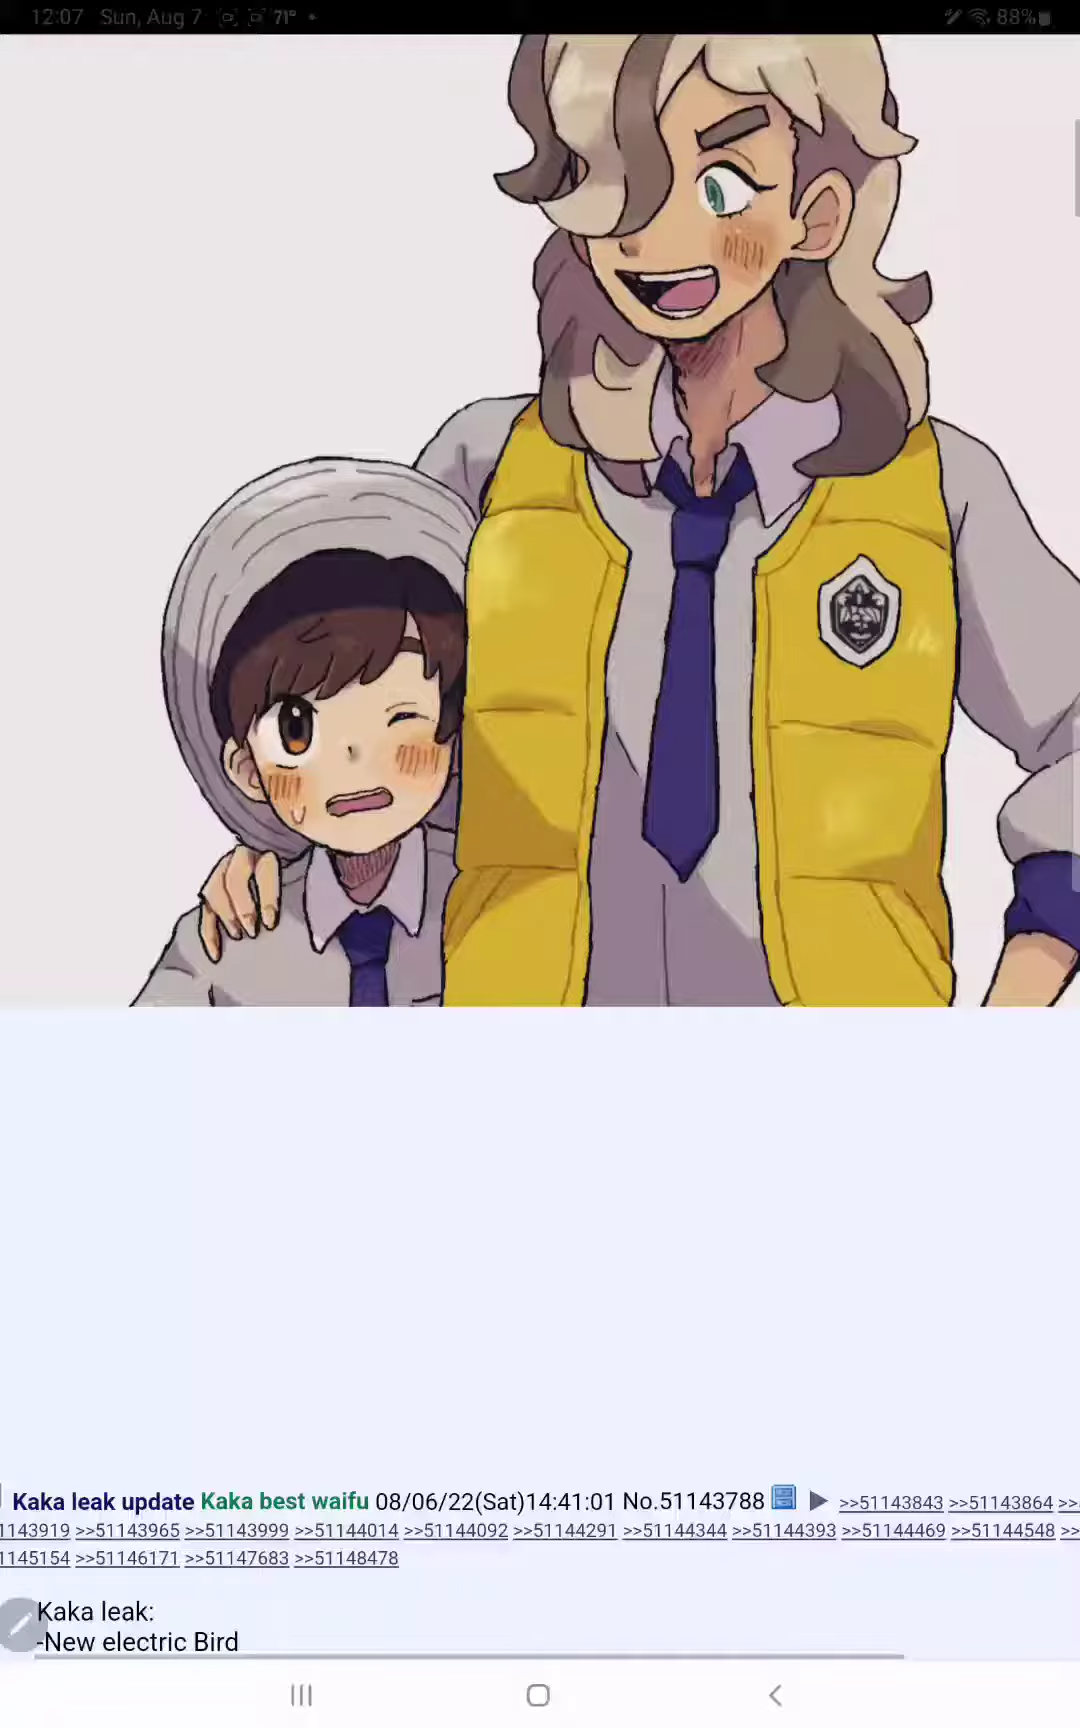 12:07 Sun, Aug 7 71° • 88%
Kaka leak update Kaka best waifu 08/06/22(Sat)14:41:01 No.51143788 >>51143843 >>51143864 >>
1143919 >>51143965 >>51143999 >>51144014 >>51144092 >>51144291 >>51144344 >>51144393 >>51144469 >>51144548 >>
1145154 >>51146171 >>51147683 >>51148478
Kaka leak:
-New electric Bird